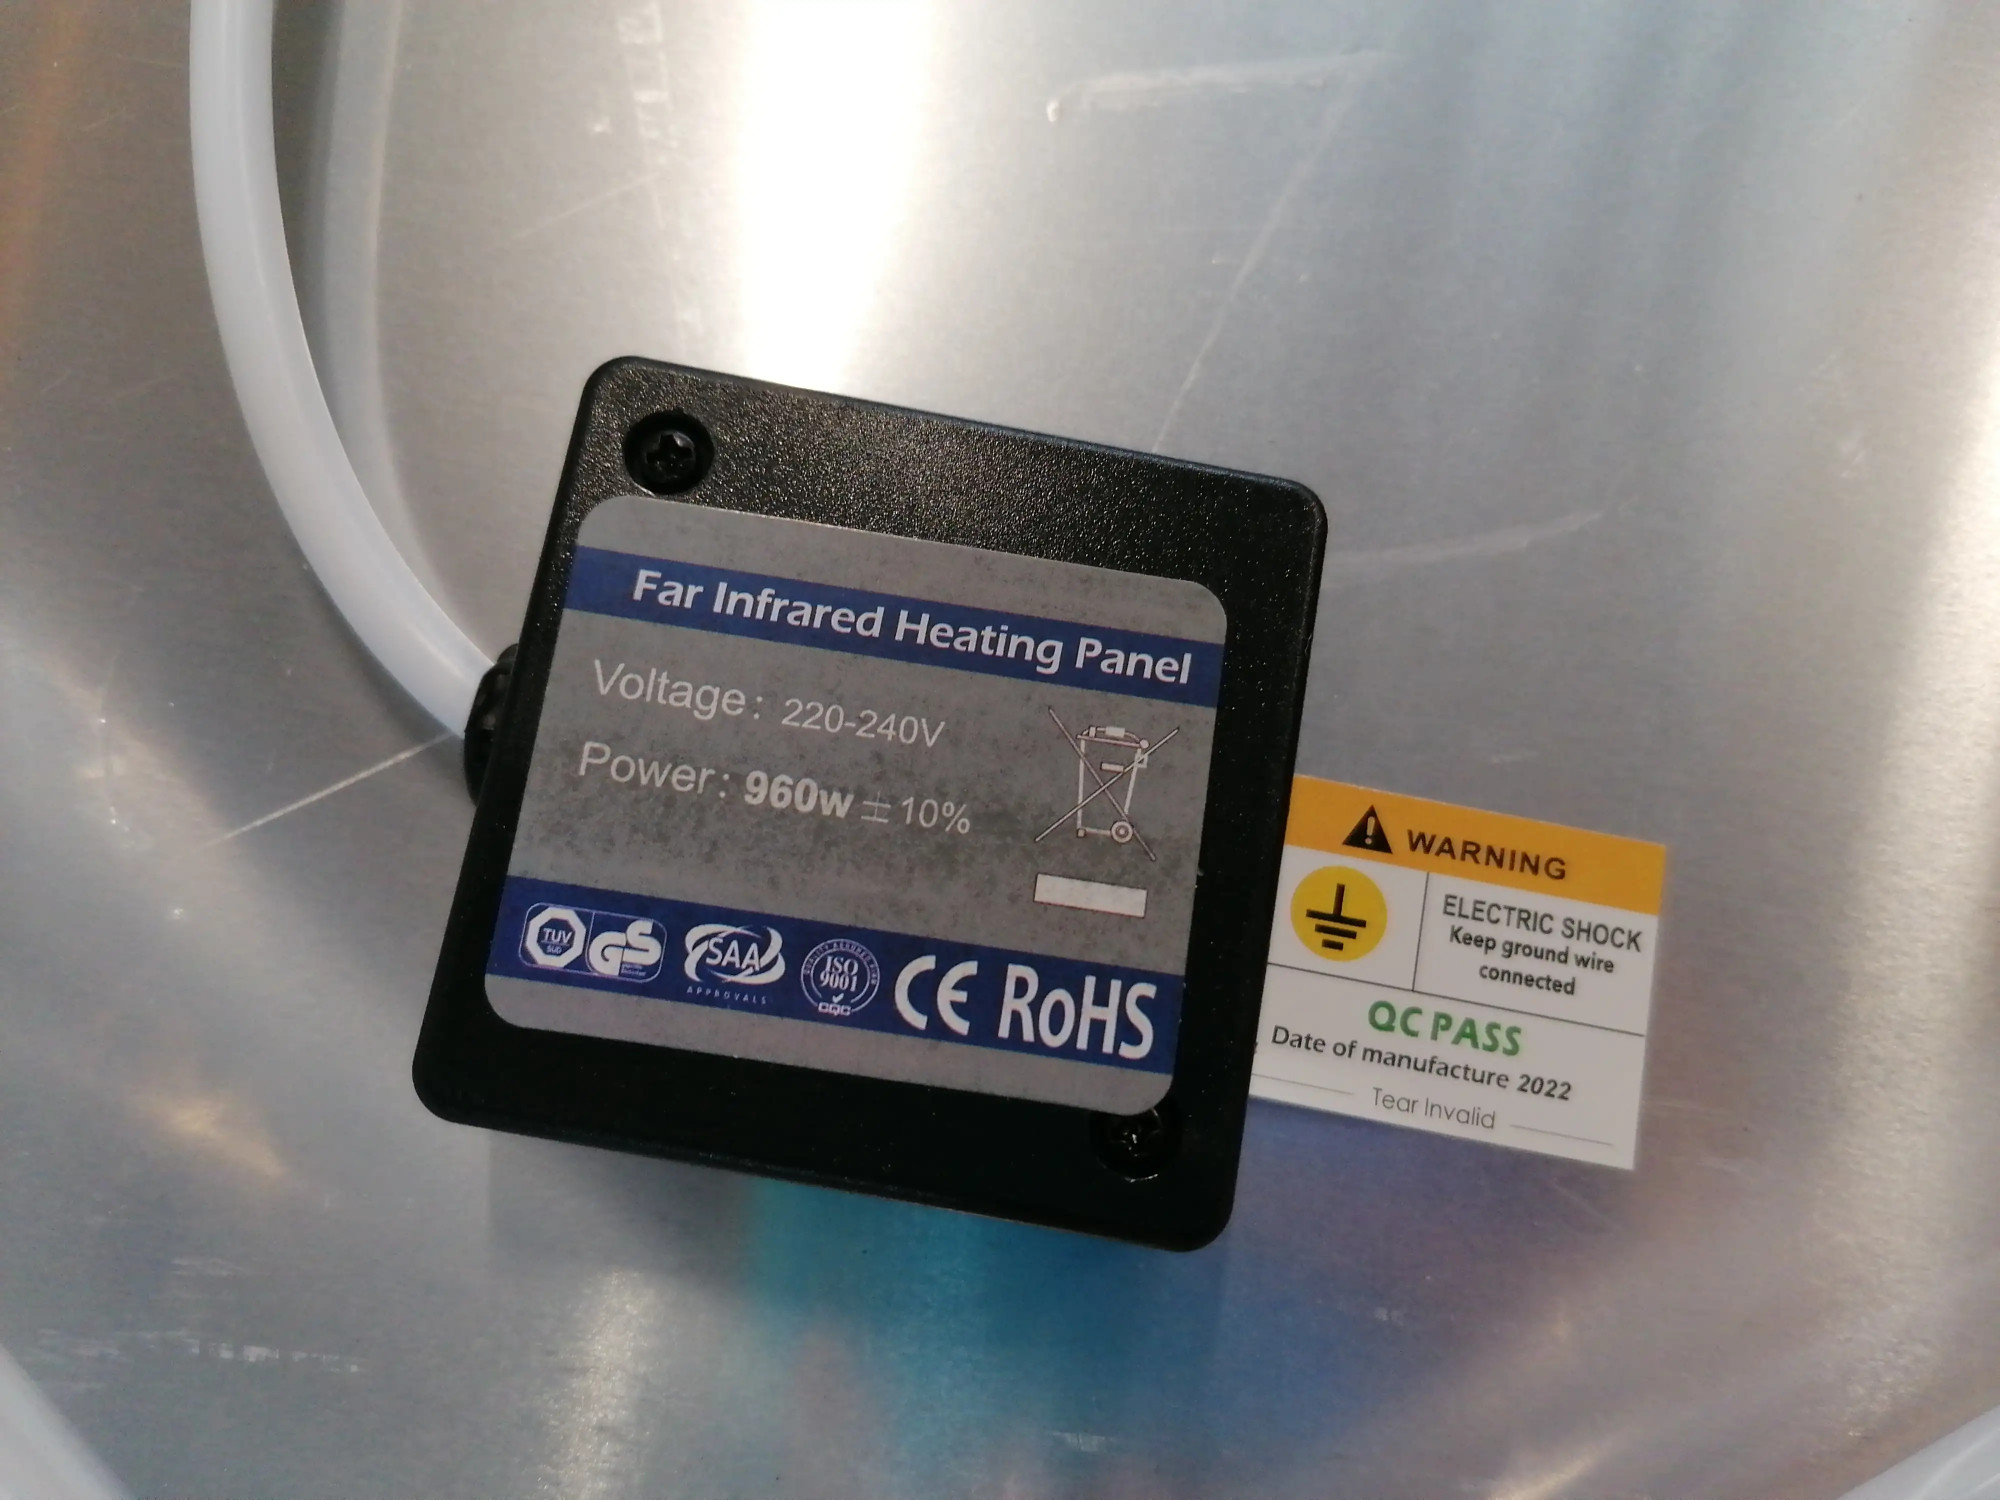 Far Infrared Heating Panel
Voltage: 220-240V
Power: 960w ± 10%
TUV
SUD
GS
SAA
APPROVALS
ISO
9001
CQC
CE RoHS
WARNING
ELECTRIC SHOCK
Keep ground wire
connected
QC PASS
Date of manufacture 2022
Tear Invalid